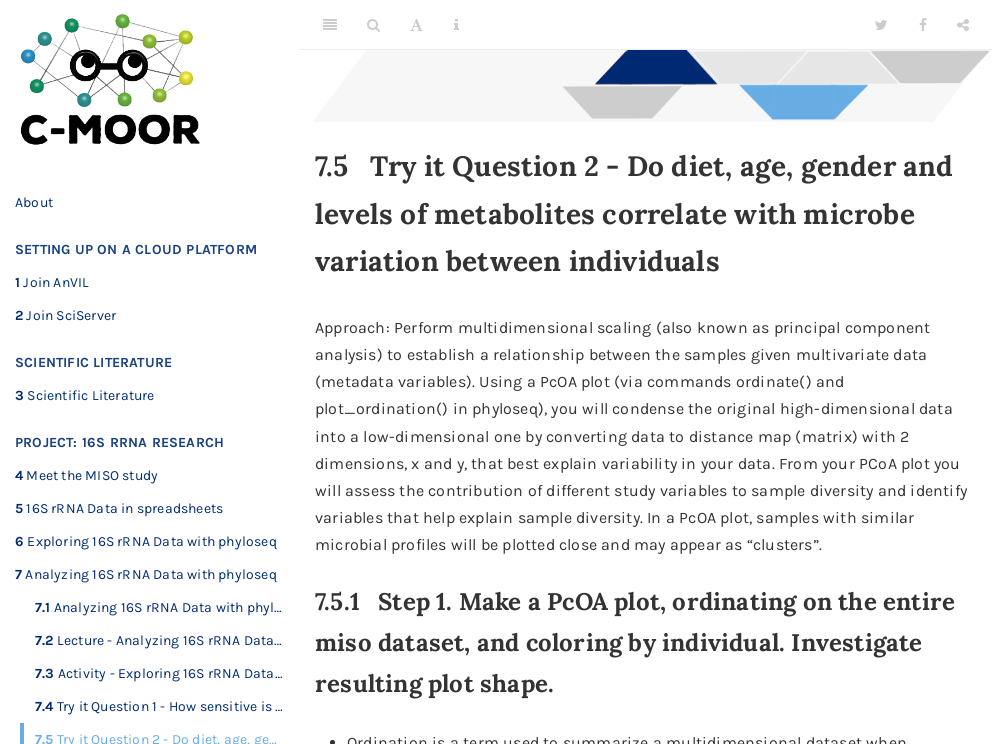 C-MOOR
About
SETTING UP ON A CLOUD PLATFORM
1 Join AnVIL
2 Join SciServer
SCIENTIFIC LITERATURE
3 Scientific Literature
PROJECT: 16S RRNA RESEARCH
4 Meet the MISO study
5 16S rRNA Data in spreadsheets
6 Exploring 16S rRNA Data with phyloseq
7 Analyzing 16S rRNA Data with phyloseq
7.1 Analyzing 16S rRNA Data with phyl…
7.2 Lecture - Analyzing 16S rRNA Data…
7.3 Activity - Exploring 16S rRNA Data…
7.4 Try it Question 1 - How sensitive is …
7.5 Try it Question 2 - Do diet, age, ge…
A
i
7.5 Try it Question 2 - Do diet, age, gender and
levels of metabolites correlate with microbe
variation between individuals
Approach: Perform multidimensional scaling (also known as principal component
analysis) to establish a relationship between the samples given multivariate data
(metadata variables). Using a PcOA plot (via commands ordinate() and
plot_ordination() in phyloseq), you will condense the original high-dimensional data
into a low-dimensional one by converting data to distance map (matrix) with 2
dimensions, x and y, that best explain variability in your data. From your PCoA plot you
will assess the contribution of different study variables to sample diversity and identify
variables that help explain sample diversity. In a PcOA plot, samples with similar
microbial profiles will be plotted close and may appear as “clusters”.
7.5.1 Step 1. Make a PcOA plot, ordinating on the entire
miso dataset, and coloring by individual. Investigate
resulting plot shape.
• Ordination is a term used to summarize a multidimensional dataset when